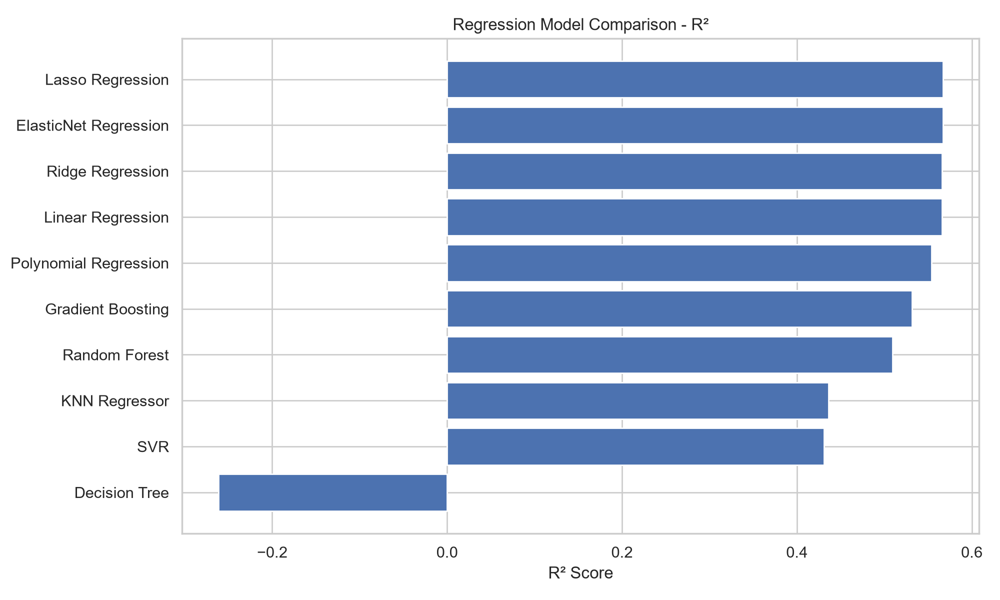 Regression Model Comparison - R²
Lasso Regression
ElasticNet Regression
Ridge Regression
Linear Regression
Polynomial Regression
Gradient Boosting
Random Forest
KNN Regressor
SVR
Decision Tree
−0.2 0.0 0.2 0.4 0.6
R² Score